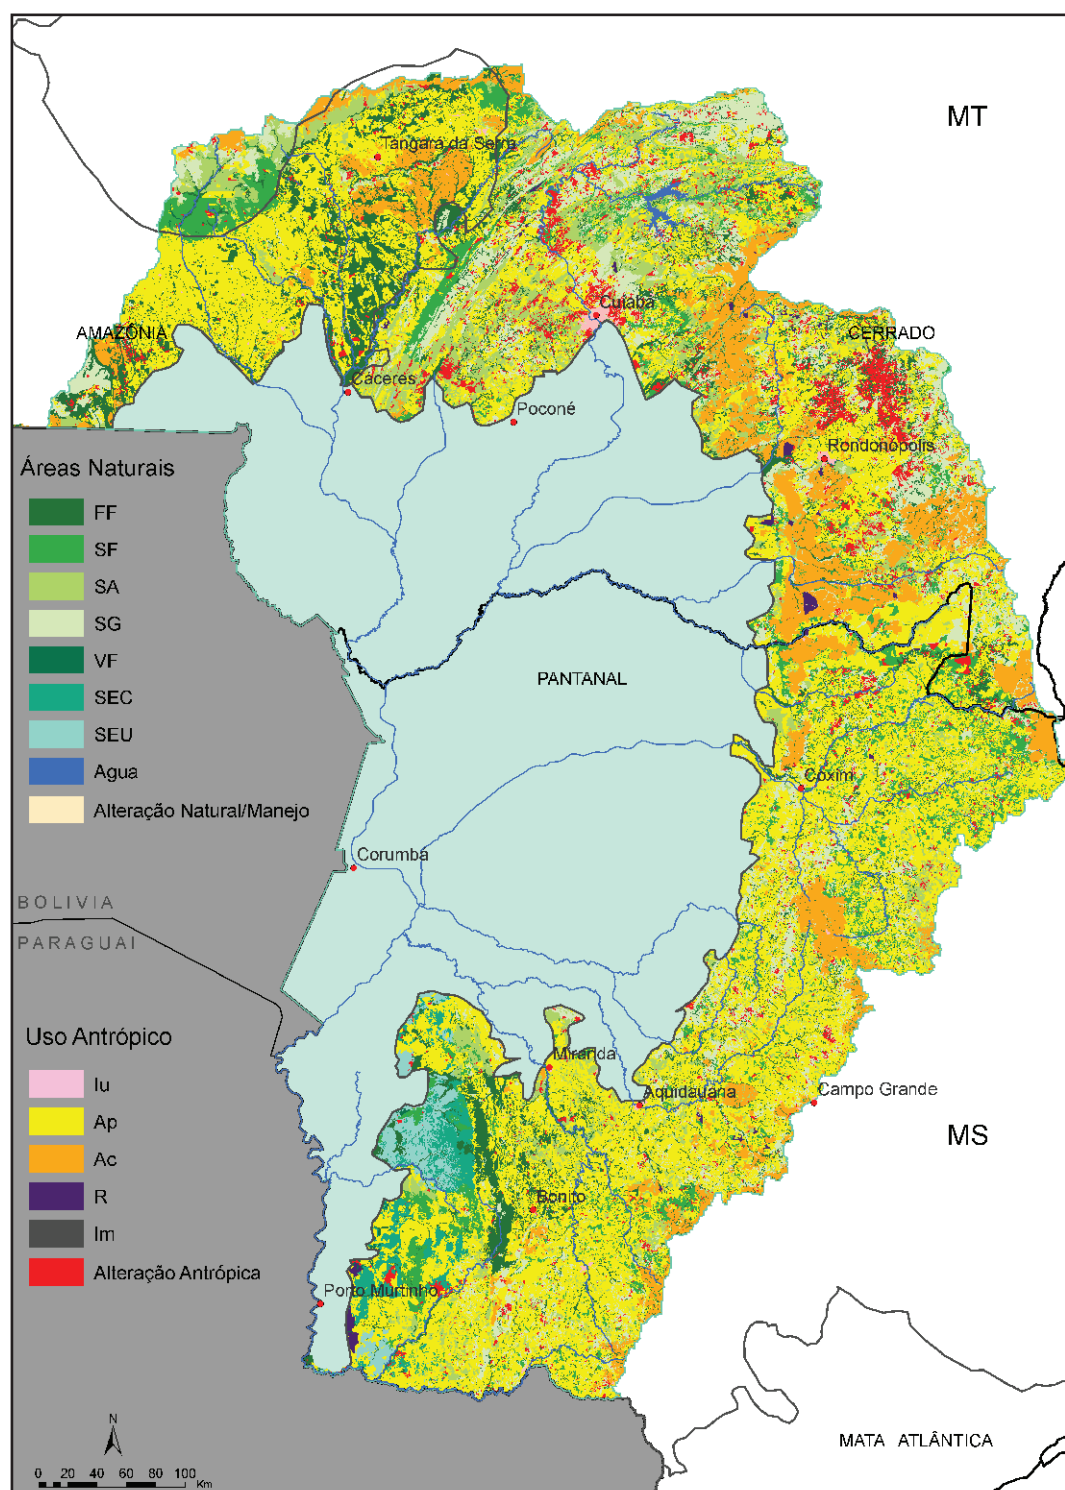 MT
Tangará da Serra
Cuiabá
AMAZÔNIA
CERRADO
Cáceres
Poconé
Rondonópolis
Áreas Naturais
FF
SF
SA
SG
VF
SEC
SEU
Agua
Alteração Natural/Manejo
PANTANAL
Coxim
Corumbá
BOLIVIA
PARAGUAI
Uso Antrópico
Iu
Ap
Ac
R
Im
Alteração Antrópica
Miranda
Aquidauana
Campo Grande
MS
Bonito
Porto Murtinho
MATA ATLÂNTICA
N
0 20 40 60 80 100
Km